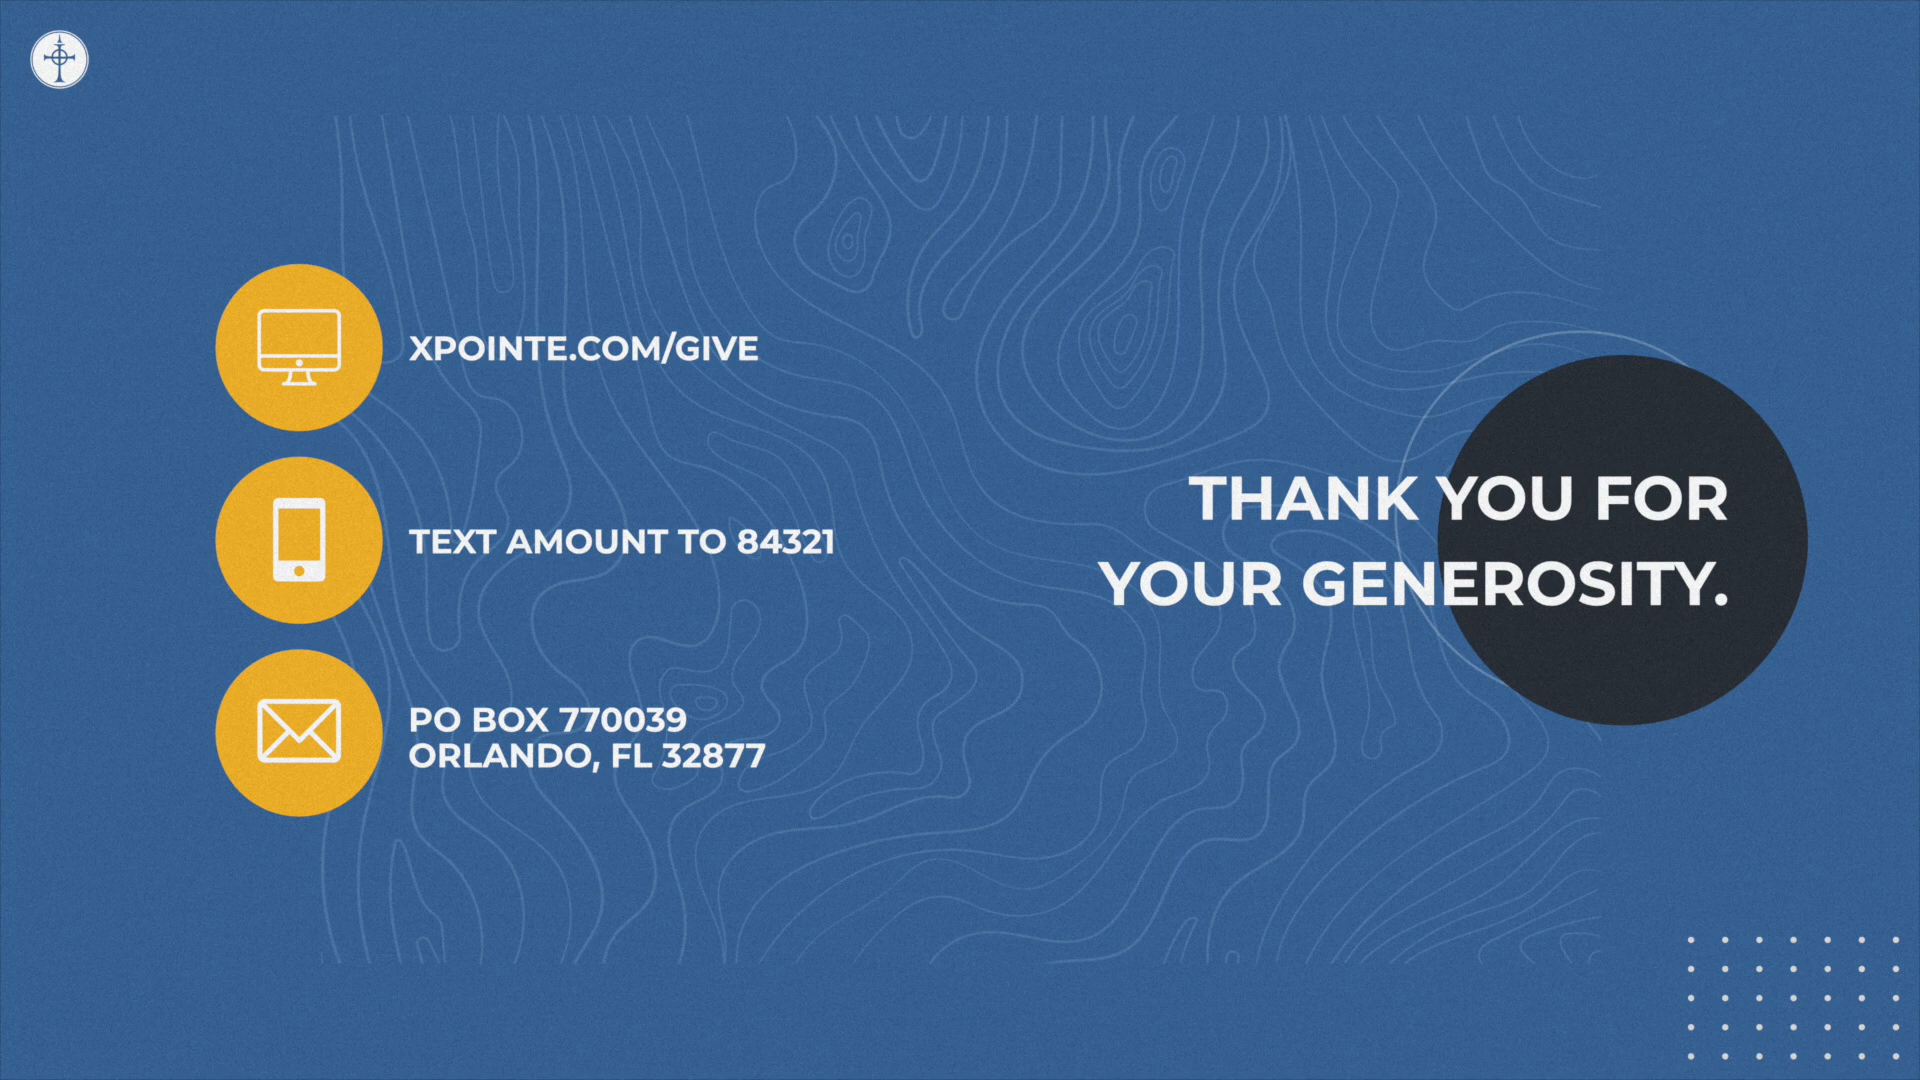 XPOINTE.COM/GIVE
TEXT AMOUNT TO 84321
PO BOX 770039
ORLANDO, FL 32877
THANK YOU FOR
YOUR GENEROSITY.